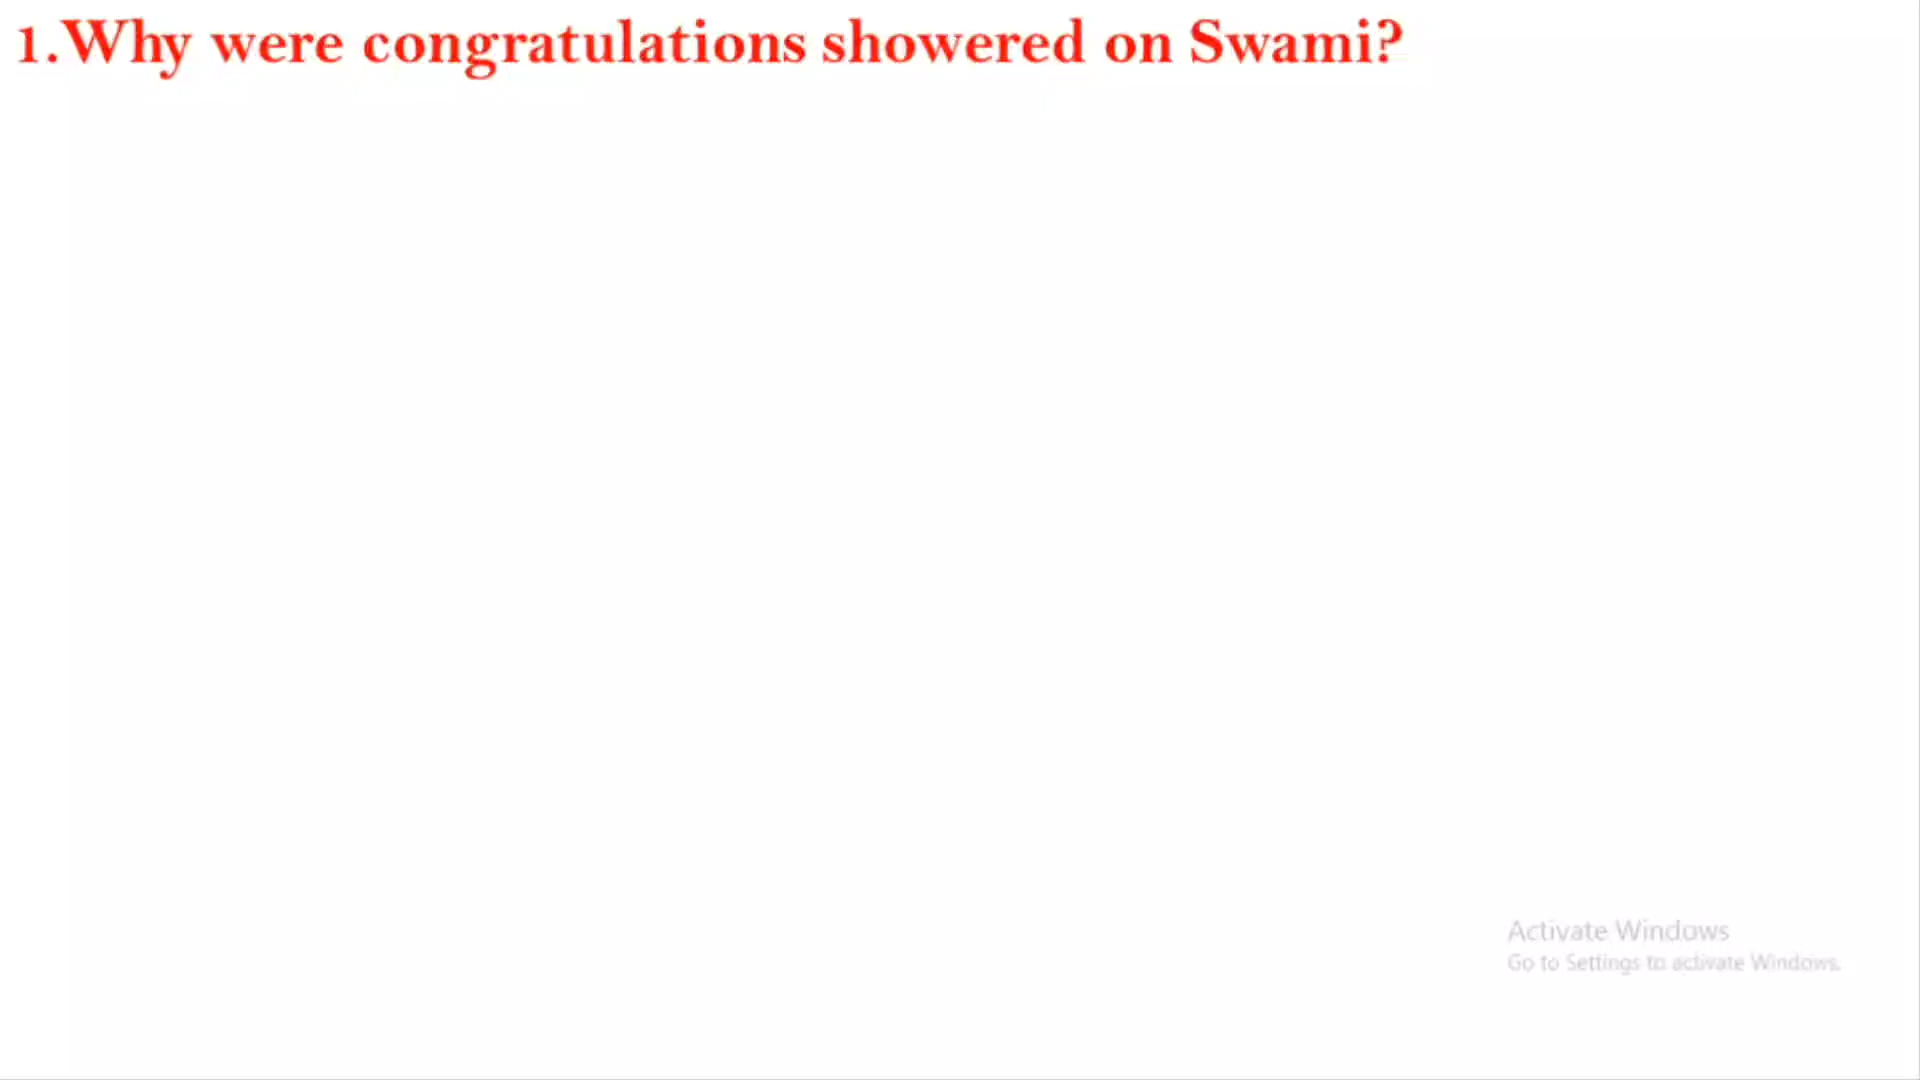 1.Why were congratulations showered on Swami?
Activate Windows
Go to Settings to activate Windows.